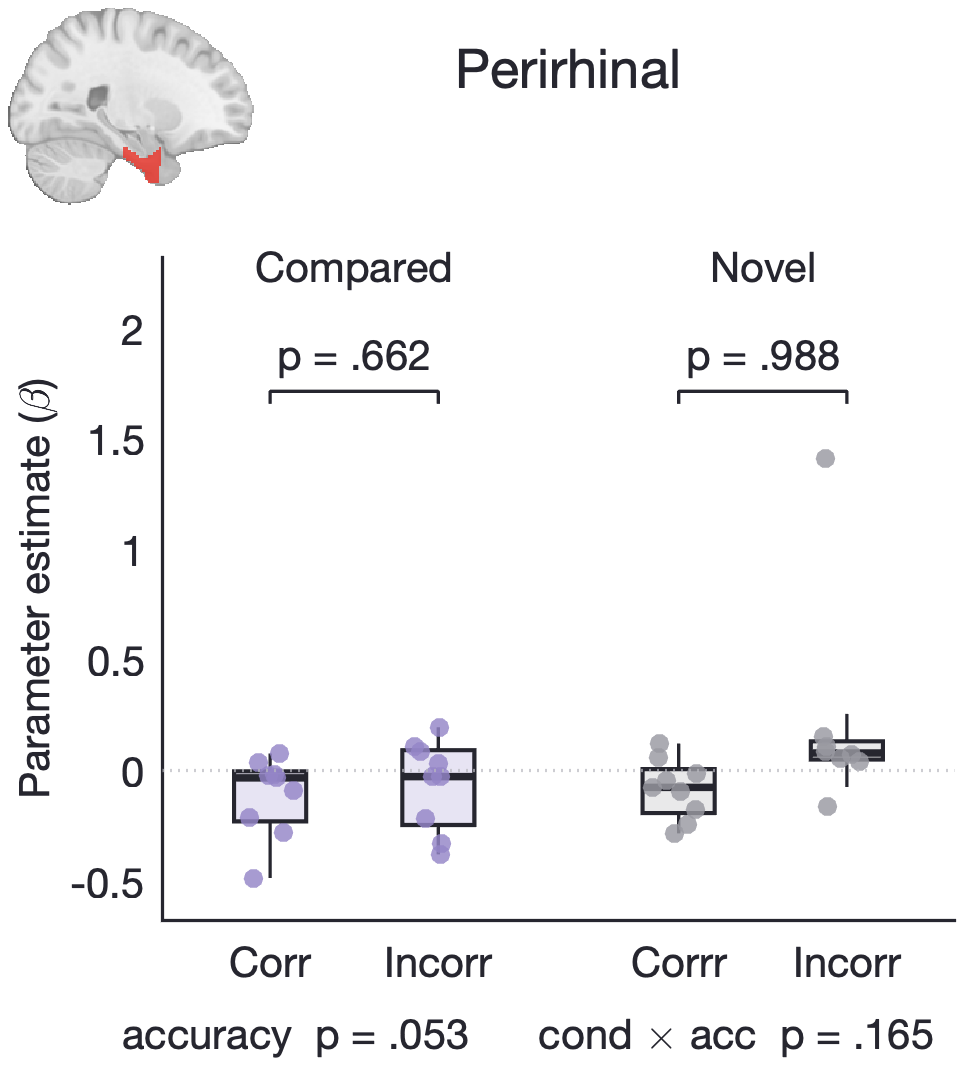 Perirhinal
Compared
Novel
p = .662
p = .988
Parameter estimate (β)
2
1.5
1
0.5
0
-0.5
Corr
Incorr
Corrr
Incorr
accuracy p = .053
cond × acc p = .165